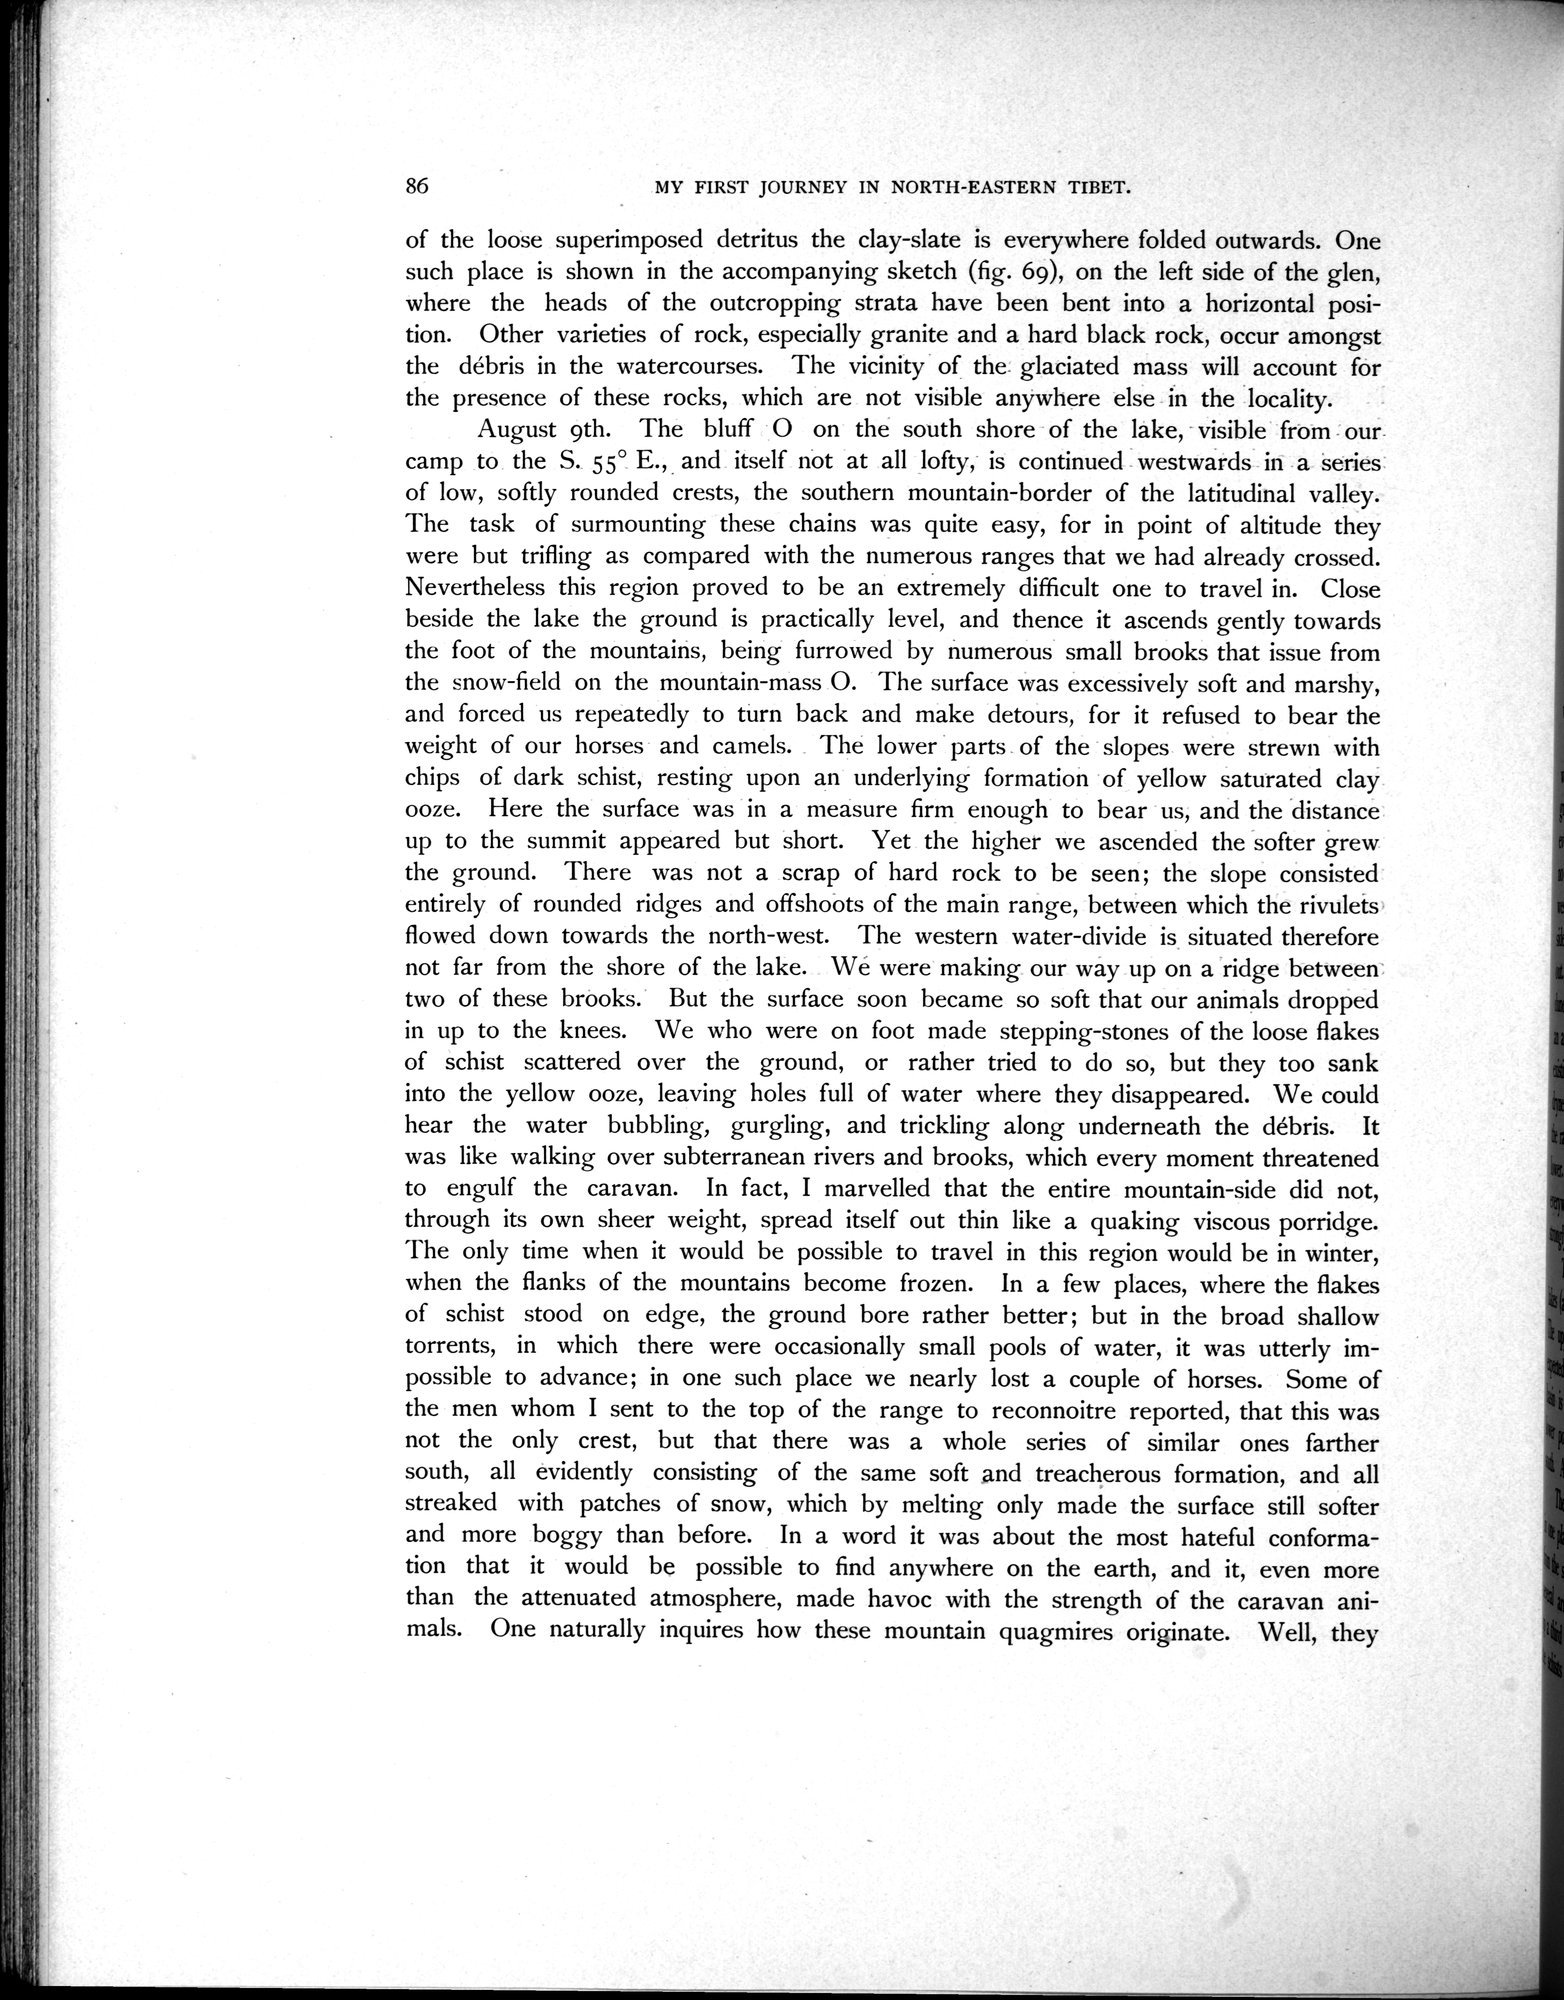 86 MY FIRST JOURNEY IN NORTH-EASTERN TIBET.
of the loose superimposed detritus the clay-slate is everywhere folded outwards. One
such place is shown in the accompanying sketch (fig. 69), on the left side of the glen,
where the heads of the outcropping strata have been bent into a horizontal posi-
tion. Other varieties of rock, especially granite and a hard black rock, occur amongst
the débris in the watercourses. The vicinity of the glaciated mass will account for
the presence of these rocks, which are not visible anywhere else in the locality.
August 9th. The bluff O on the south shore of the lake, visible from our
camp to the S. 55° E., and itself not at all lofty, is continued westwards in a series
of low, softly rounded crests, the southern mountain-border of the latitudinal valley.
The task of surmounting these chains was quite easy, for in point of altitude they
were but trifling as compared with the numerous ranges that we had already crossed.
Nevertheless this region proved to be an extremely difficult one to travel in. Close
beside the lake the ground is practically level, and thence it ascends gently towards
the foot of the mountains, being furrowed by numerous small brooks that issue from
the snow-field on the mountain-mass O. The surface was excessively soft and marshy,
and forced us repeatedly to turn back and make detours, for it refused to bear the
weight of our horses and camels. The lower parts of the slopes were strewn with
chips of dark schist, resting upon an underlying formation of yellow saturated clay
ooze. Here the surface was in a measure firm enough to bear us, and the distance
up to the summit appeared but short. Yet the higher we ascended the softer grew
the ground. There was not a scrap of hard rock to be seen; the slope consisted
entirely of rounded ridges and offshoots of the main range, between which the rivulets
flowed down towards the north-west. The western water-divide is situated therefore
not far from the shore of the lake. We were making our way up on a ridge between
two of these brooks. But the surface soon became so soft that our animals dropped
in up to the knees. We who were on foot made stepping-stones of the loose flakes
of schist scattered over the ground, or rather tried to do so, but they too sank
into the yellow ooze, leaving holes full of water where they disappeared. We could
hear the water bubbling, gurgling, and trickling along underneath the débris. It
was like walking over subterranean rivers and brooks, which every moment threatened
to engulf the caravan. In fact, I marvelled that the entire mountain-side did not,
through its own sheer weight, spread itself out thin like a quaking viscous porridge.
The only time when it would be possible to travel in this region would be in winter,
when the flanks of the mountains become frozen. In a few places, where the flakes
of schist stood on edge, the ground bore rather better; but in the broad shallow
torrents, in which there were occasionally small pools of water, it was utterly im-
possible to advance; in one such place we nearly lost a couple of horses. Some of
the men whom I sent to the top of the range to reconnoitre reported, that this was
not the only crest, but that there was a whole series of similar ones farther
south, all evidently consisting of the same soft and treacherous formation, and all
streaked with patches of snow, which by melting only made the surface still softer
and more boggy than before. In a word it was about the most hateful conforma-
tion that it would be possible to find anywhere on the earth, and it, even more
than the attenuated atmosphere, made havoc with the strength of the caravan ani-
mals. One naturally inquires how these mountain quagmires originate. Well, they